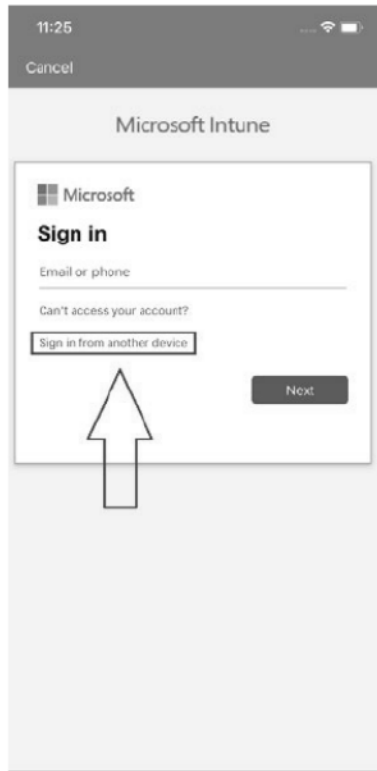 11:25
Cancel
Microsoft Intune
Microsoft
Sign in
Email or phone
Can't access your account?
Sign in from another device
Next